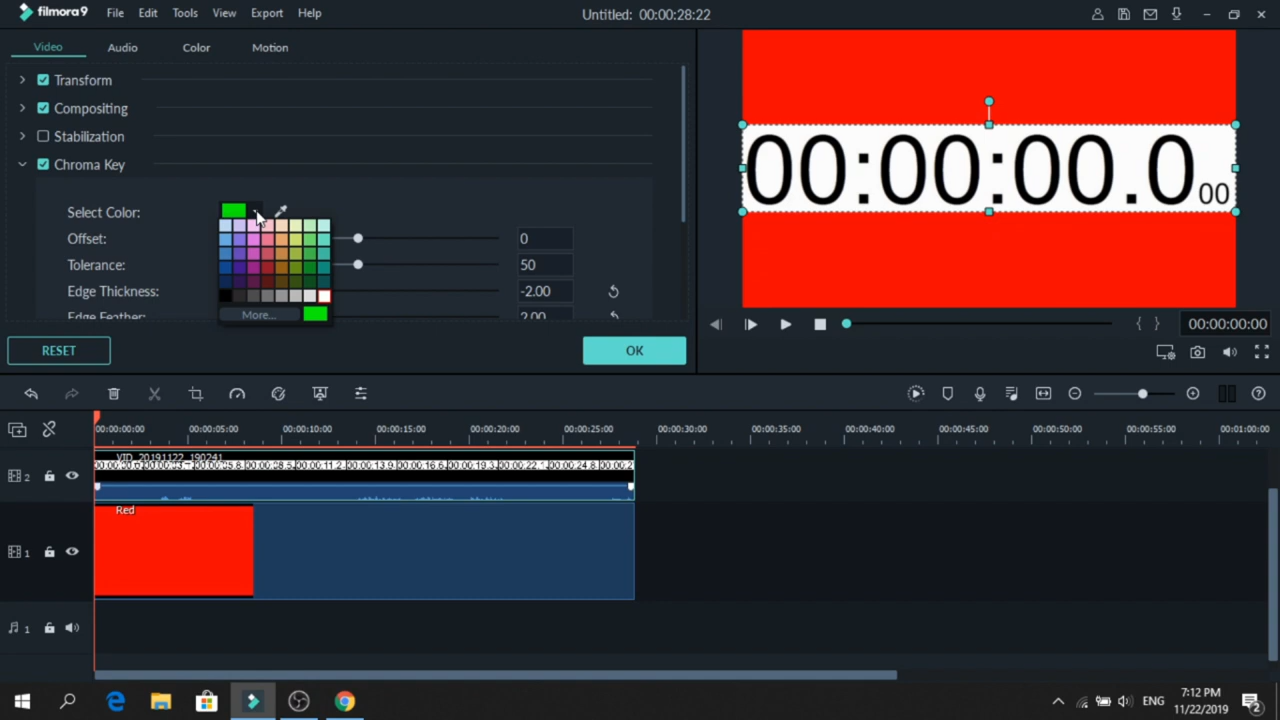 filmora9 File Edit Tools View Export Help Untitled: 00:00:28:22
Video Audio Color Motion
Transform
Compositing
Stabilization
Chroma Key
Select Color:
Offset: 0
Tolerance: 50
Edge Thickness: -2.00
Edge Feather: 2.00
More...
RESET OK
00:00:00.000
{ } 00:00:00:00
00:00:00:00 00:00:05:00 00:00:10:00 00:00:15:00 00:00:20:00 00:00:25:00 00:00:30:00 00:00:35:00 00:00:40:00 00:00:45:00 00:00:50:00 00:00:55:00 00:01:00:00
VID_20191122_190241
2
Red
1
1
ENG
7:12 PM
11/22/2019
2